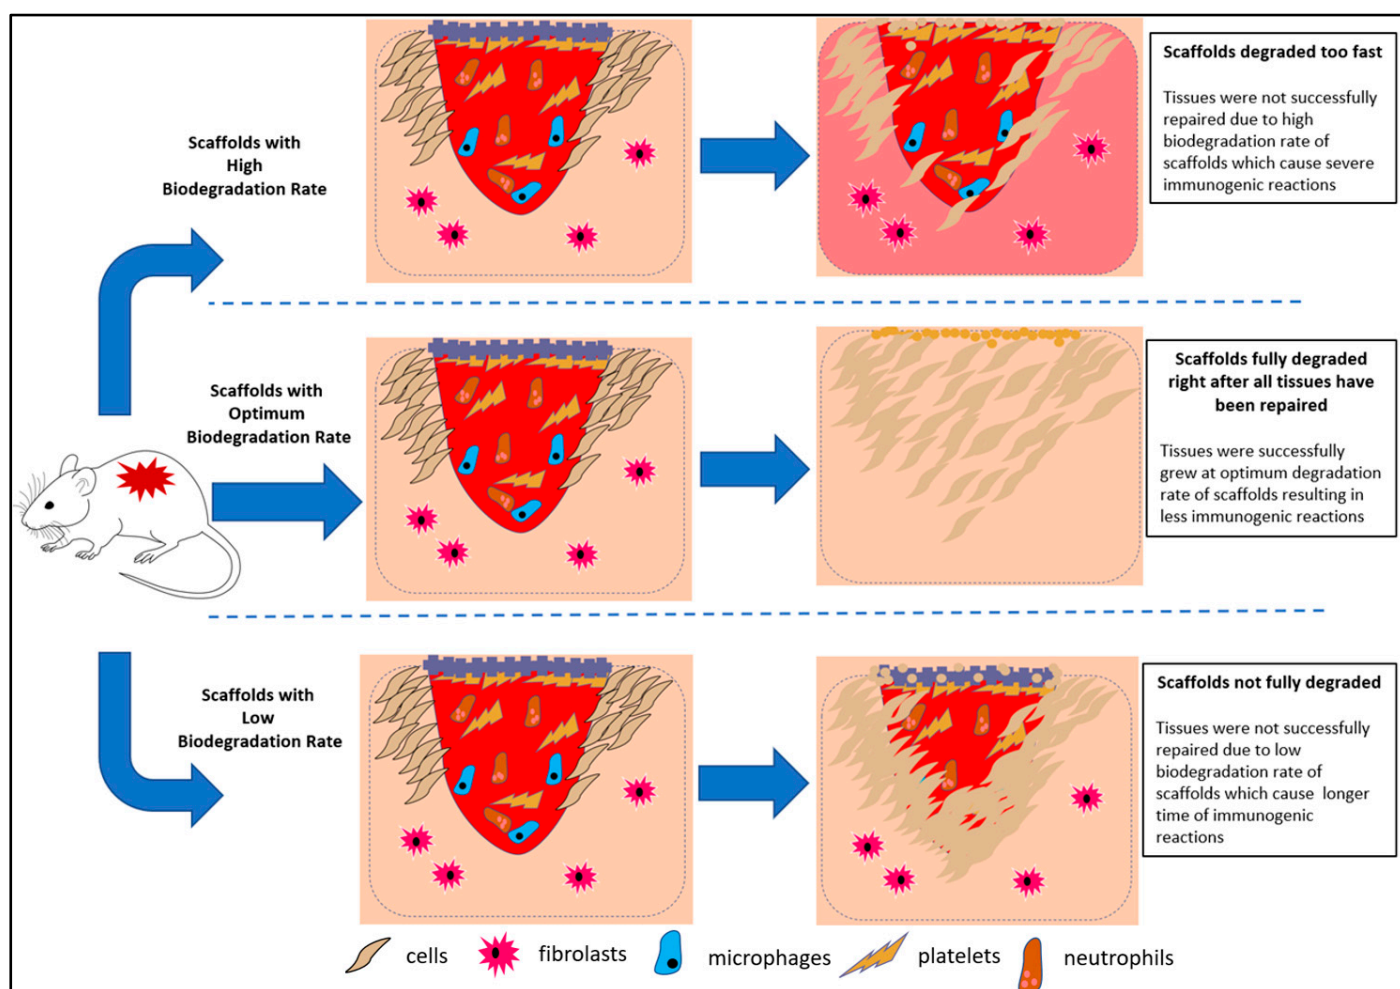 Scaffolds with
High
Biodegradation Rate
Scaffolds degraded too fast
Tissues were not successfully
repaired due to high
biodegradation rate of
scaffolds which cause severe
immunogenic reactions
Scaffolds with
Optimum
Biodegradation Rate
Scaffolds fully degraded
right after all tissues have
been repaired
Tissues were successfully
grew at optimum degradation
rate of scaffolds resulting in
less immunogenic reactions
Scaffolds with
Low
Biodegradation Rate
Scaffolds not fully degraded
Tissues were not successfully
repaired due to low
biodegradation rate of
scaffolds which cause longer
time of immunogenic
reactions
cells
fibrolasts
microphages
platelets
neutrophils